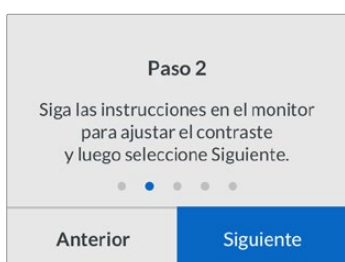 Paso 2
Siga las instrucciones en el monitor
para ajustar el contraste
y luego seleccione Siguiente.
Anterior
Siguiente